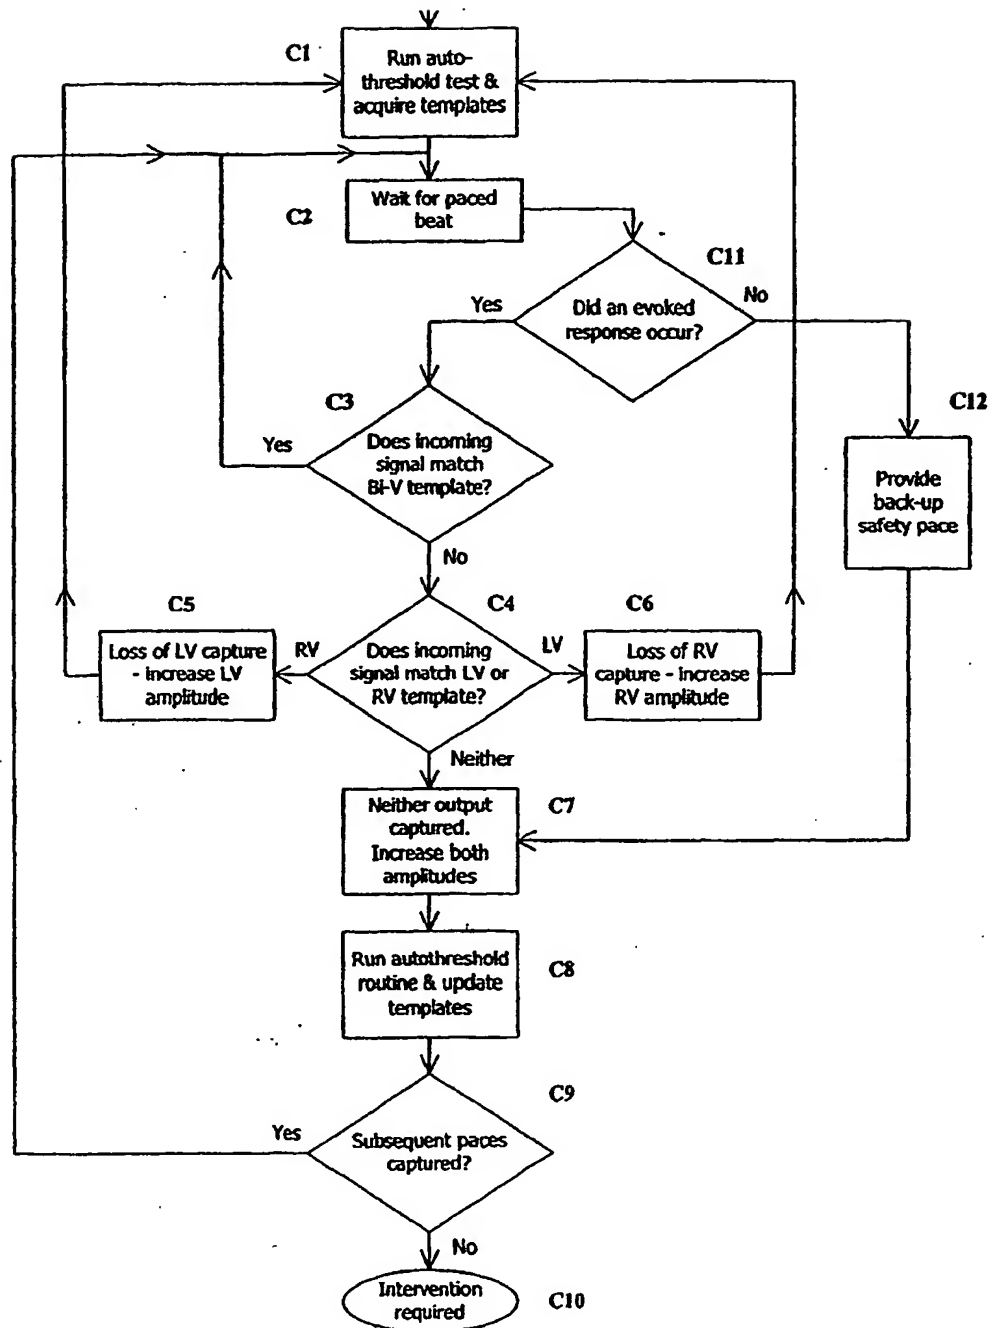 C1
Run auto-
threshold test &
acquire templates
C2
Wait for paced
beat
C11
Did an evoked
response occur?
Yes
No
C12
Provide
back-up
safety pace
C3
Does incoming
signal match
Bi-V template?
Yes
No
C5
Loss of LV capture
- Increase LV
amplitude
RV
C4
Does incoming
signal match LV or
RV template?
LV
C6
Loss of RV
capture - Increase
RV amplitude
Neither
C7
Neither output
captured.
Increase both
amplitudes
Run autothreshold
routine & update
templates
C8
C9
Yes
Subsequent paces
captured?
No
Intervention
required
C10